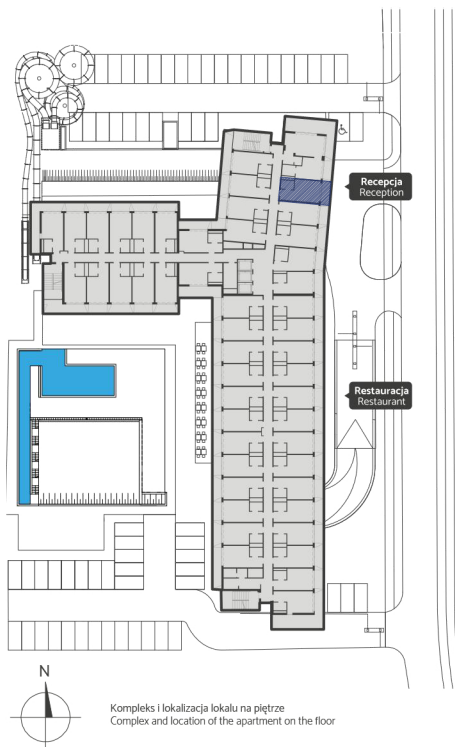 Recepcja
Reception
Restauracja
Restaurant
N
Kompleks i lokalizacja lokalu na piętrze
Complex and location of the apartment on the floor